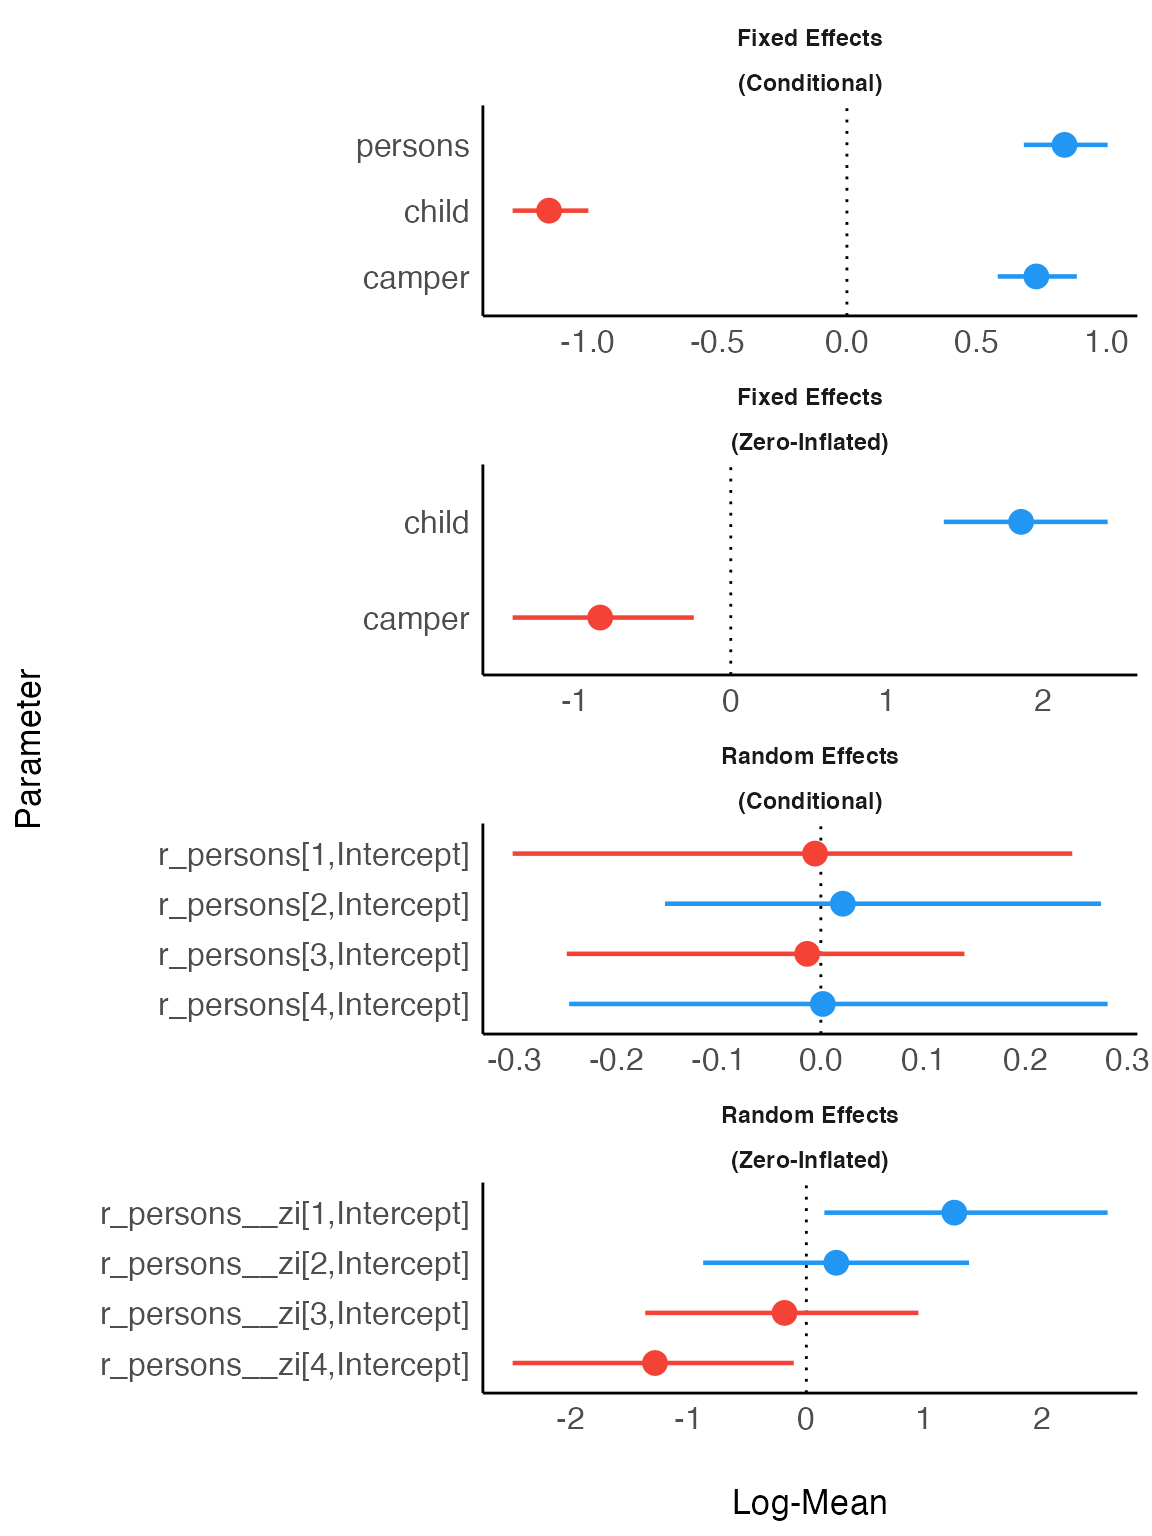 Fixed Effects
(Conditional)
persons
child
camper
-1.0 -0.5 0.0 0.5 1.0
Fixed Effects
(Zero-Inflated)
child
camper
-1 0 1 2
Parameter
Random Effects
(Conditional)
r_persons[1,Intercept]
r_persons[2,Intercept]
r_persons[3,Intercept]
r_persons[4,Intercept]
-0.3 -0.2 -0.1 0.0 0.1 0.2 0.3
Random Effects
(Zero-Inflated)
r_persons__zi[1,Intercept]
r_persons__zi[2,Intercept]
r_persons__zi[3,Intercept]
r_persons__zi[4,Intercept]
-2 -1 0 1 2
Log-Mean